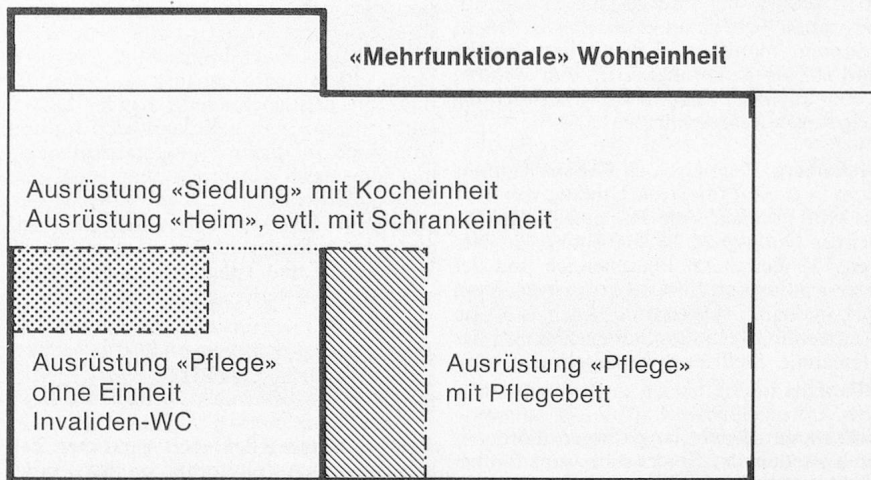 «Mehrfunktionale» Wohneinheit
Ausrüstung «Siedlung» mit Kocheinheit
Ausrüstung «Heim», evtl. mit Schrankeinheit
Ausrüstung «Pflege»
ohne Einheit
Invaliden-WC
Ausrüstung «Pflege»
mit Pflegebett